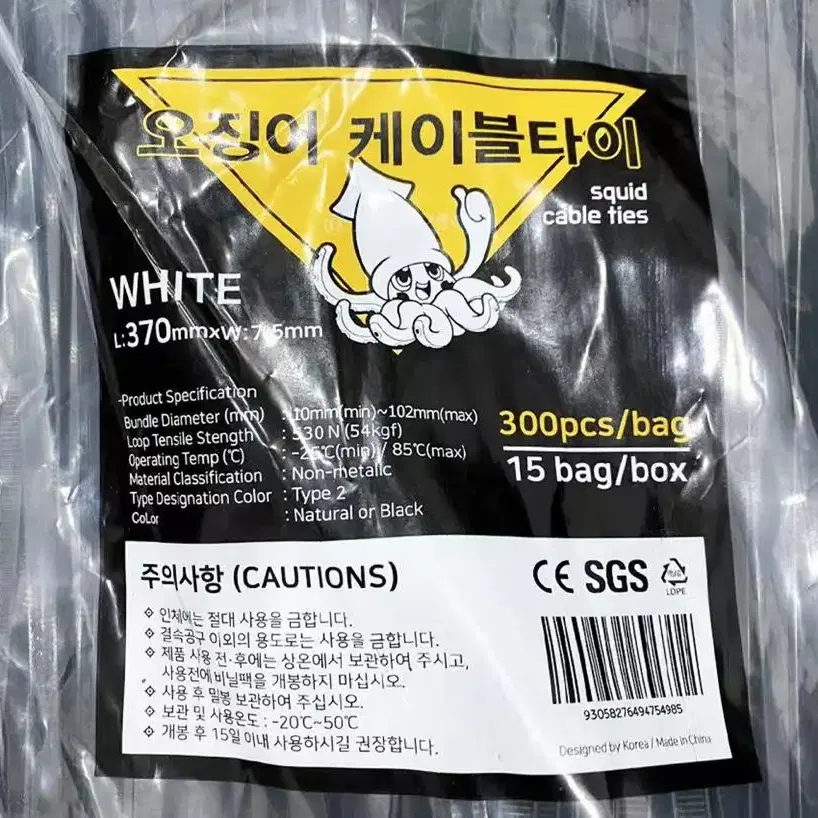 오징어 케이블타이
squid
cable ties
WHITE
L:370mmxW:7.5mm
-Product Specification
Bundle Diameter (mm) : 10mm(min)~102mm(max)
Loop Tensile Stength : 530 N (54kgf)
Operating Temp (℃) : -25℃(min) / 85℃(max)
Material Classification : Non-metalic
Type Designation Color : Type 2
CoLor : Natural or Black
300pcs/bag
15 bag/box
주의사항 (CAUTIONS)
CE SGS
LDPE
인체에는 절대 사용을 금합니다.
결속공구 이외의 용도로는 사용을 금합니다.
제품 사용 전·후에는 상온에서 보관하여 주시고,
사용전에 비닐팩을 개봉하지 마십시오.
사용 후 밀봉 보관하여 주십시오.
보관 및 사용온도 : -20℃~50℃
개봉 후 15일 이내 사용하시길 권장합니다.
93058276494754985
Designed by Korea / Made in China